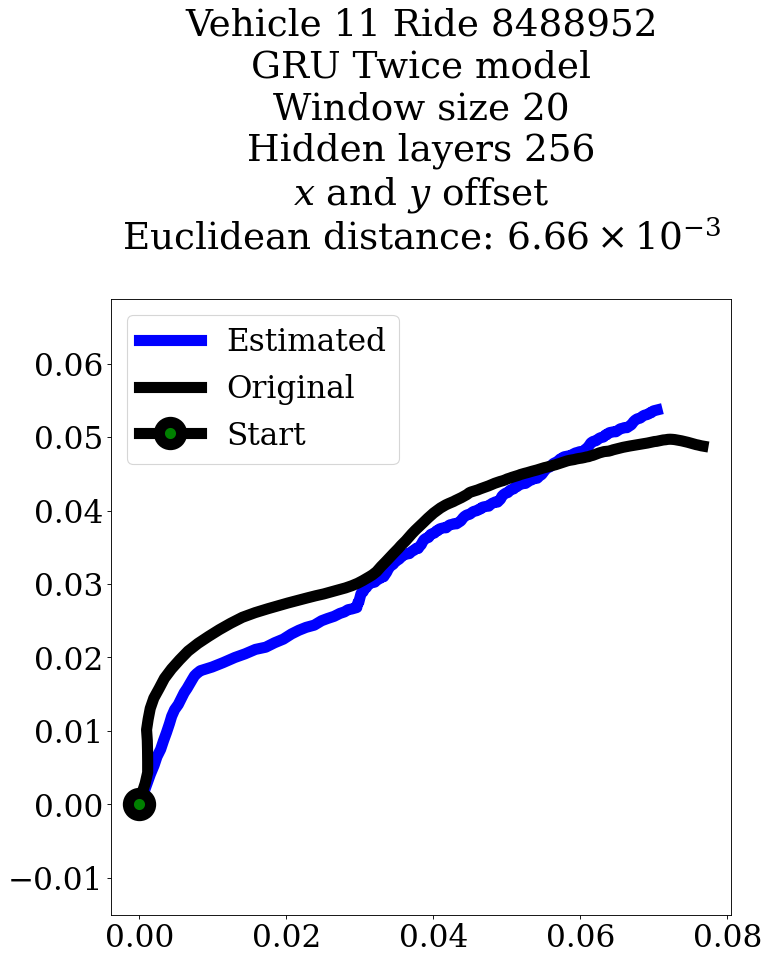 Vehicle 11 Ride 8488952
GRU Twice model
Window size 20
Hidden layers 256
x and y offset
Euclidean distance: 6.66 × 10⁻³
Estimated
Original
Start
0.06
0.05
0.04
0.03
0.02
0.01
0.00
−0.01
0.00 0.02 0.04 0.06 0.08